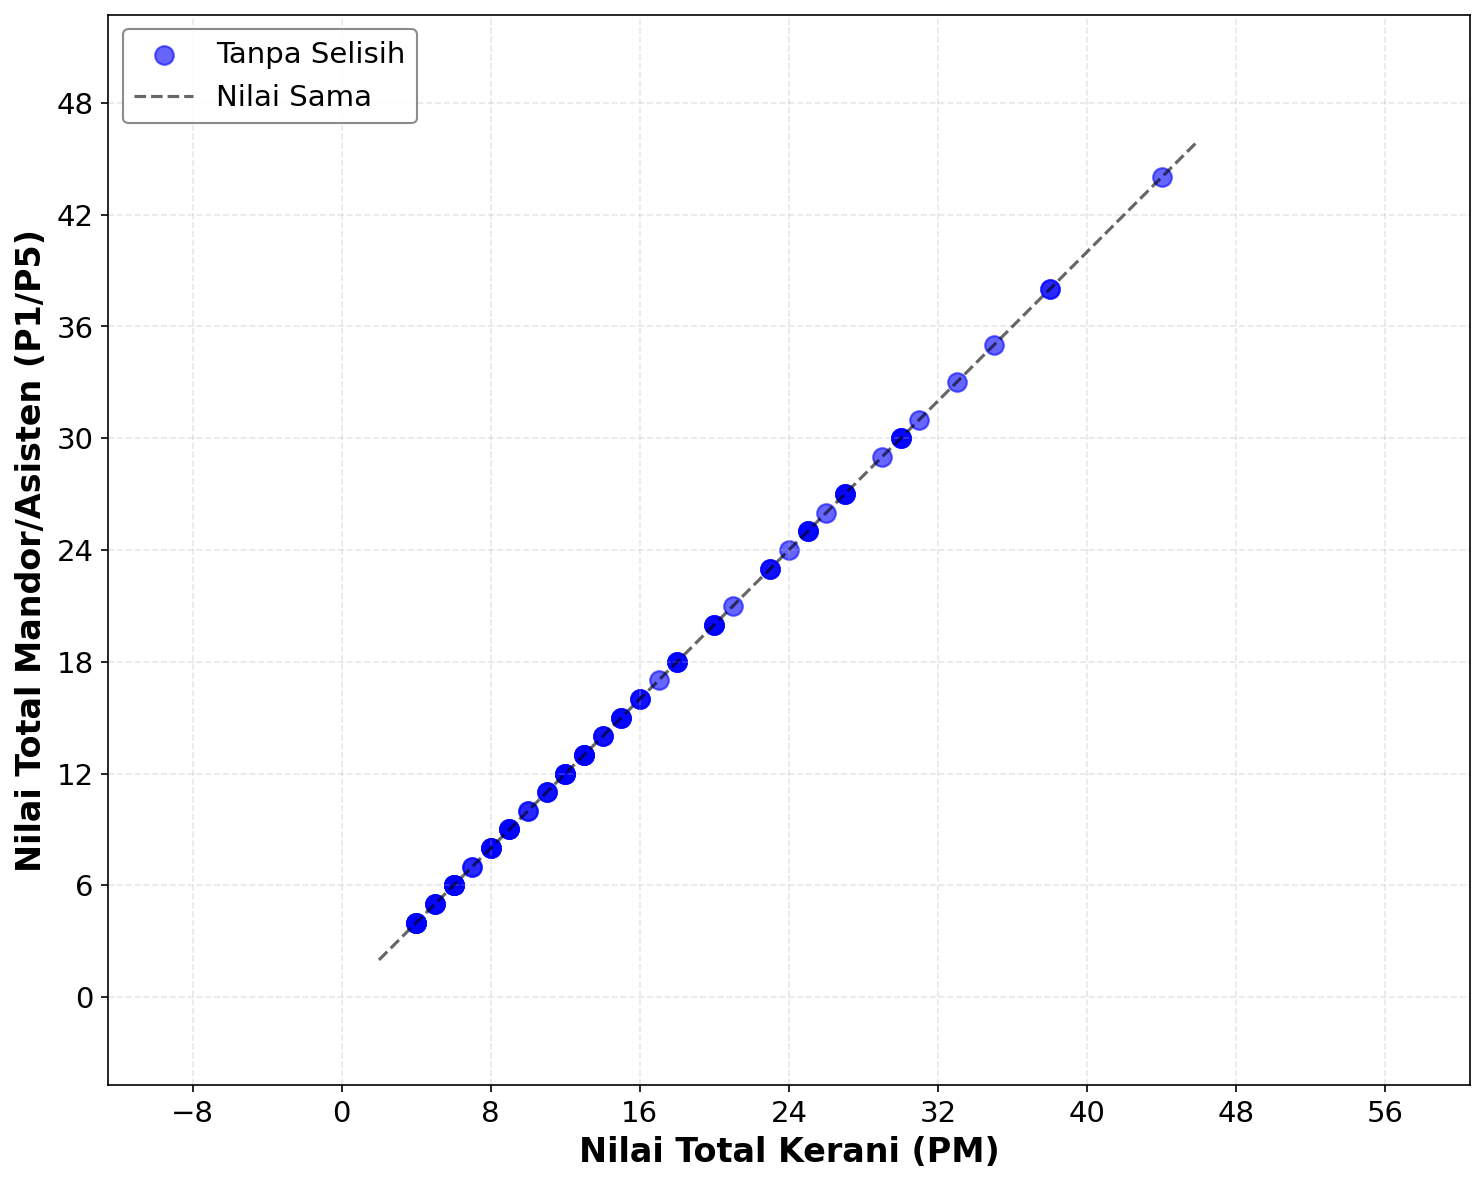 Tanpa Selisih
Nilai Sama
48
42
36
30
24
18
12
6
0
Nilai Total Mandor/Asisten (P1/P5)
−8 0 8 16 24 32 40 48 56
Nilai Total Kerani (PM)